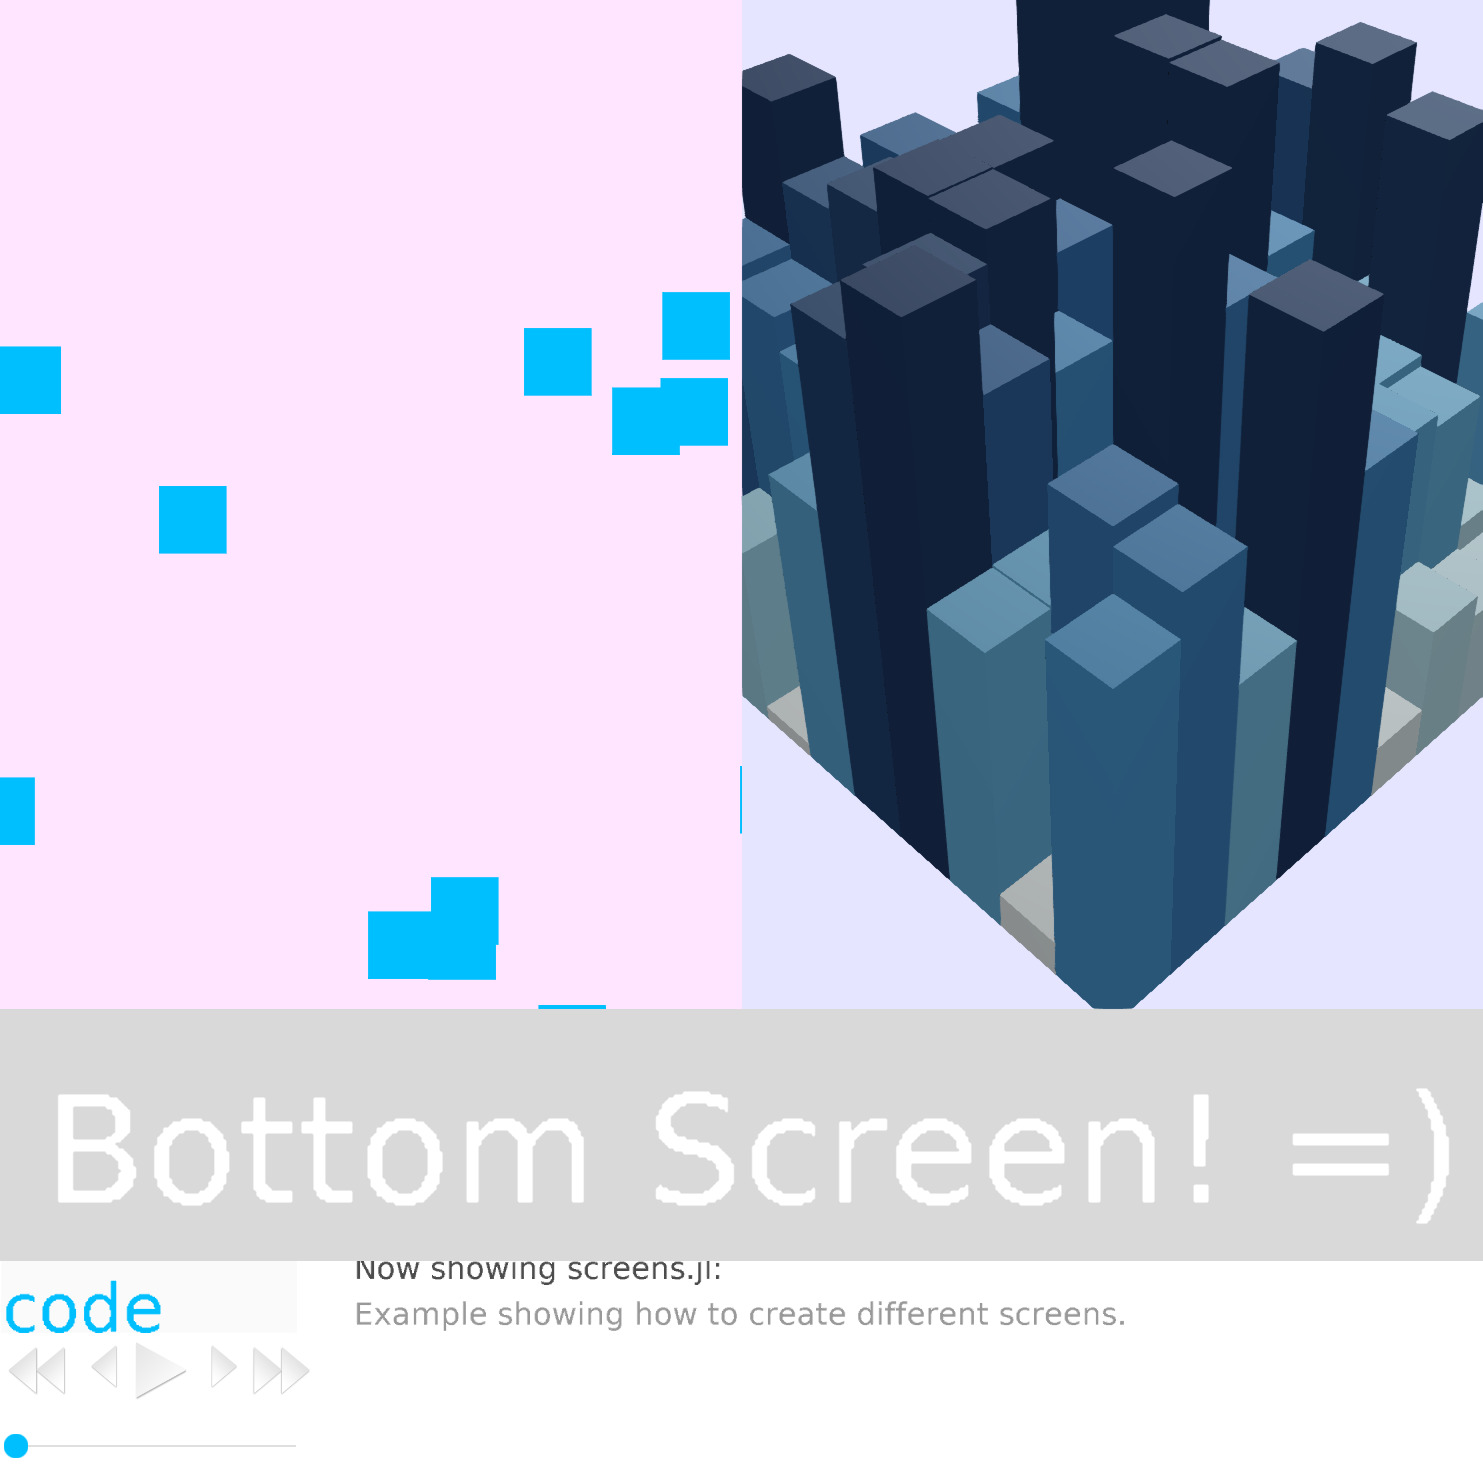 Bottom Screen! =)
Now showing screens.jl:
code
Example showing how to create different screens.